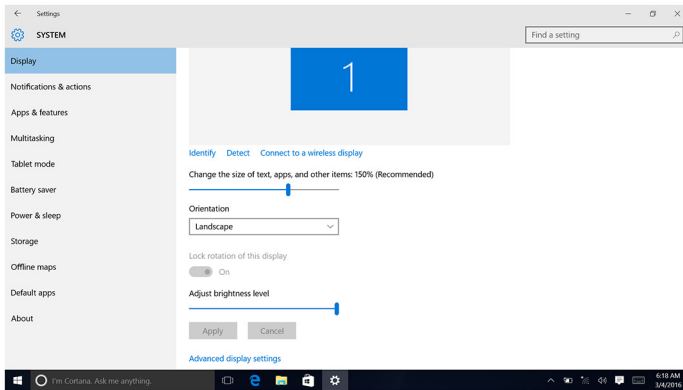 Settings
SYSTEM
Find a setting
Display
Notifications & actions
Apps & features
Multitasking
Tablet mode
Battery saver
Power & sleep
Storage
Offline maps
Default apps
About
1
Identify Detect Connect to a wireless display
Change the size of text, apps, and other items: 150% (Recommended)
Orientation
Landscape
Lock rotation of this display
On
Adjust brightness level
Apply Cancel
Advanced display settings
I'm Cortana. Ask me anything.
6:18 AM
3/4/2016